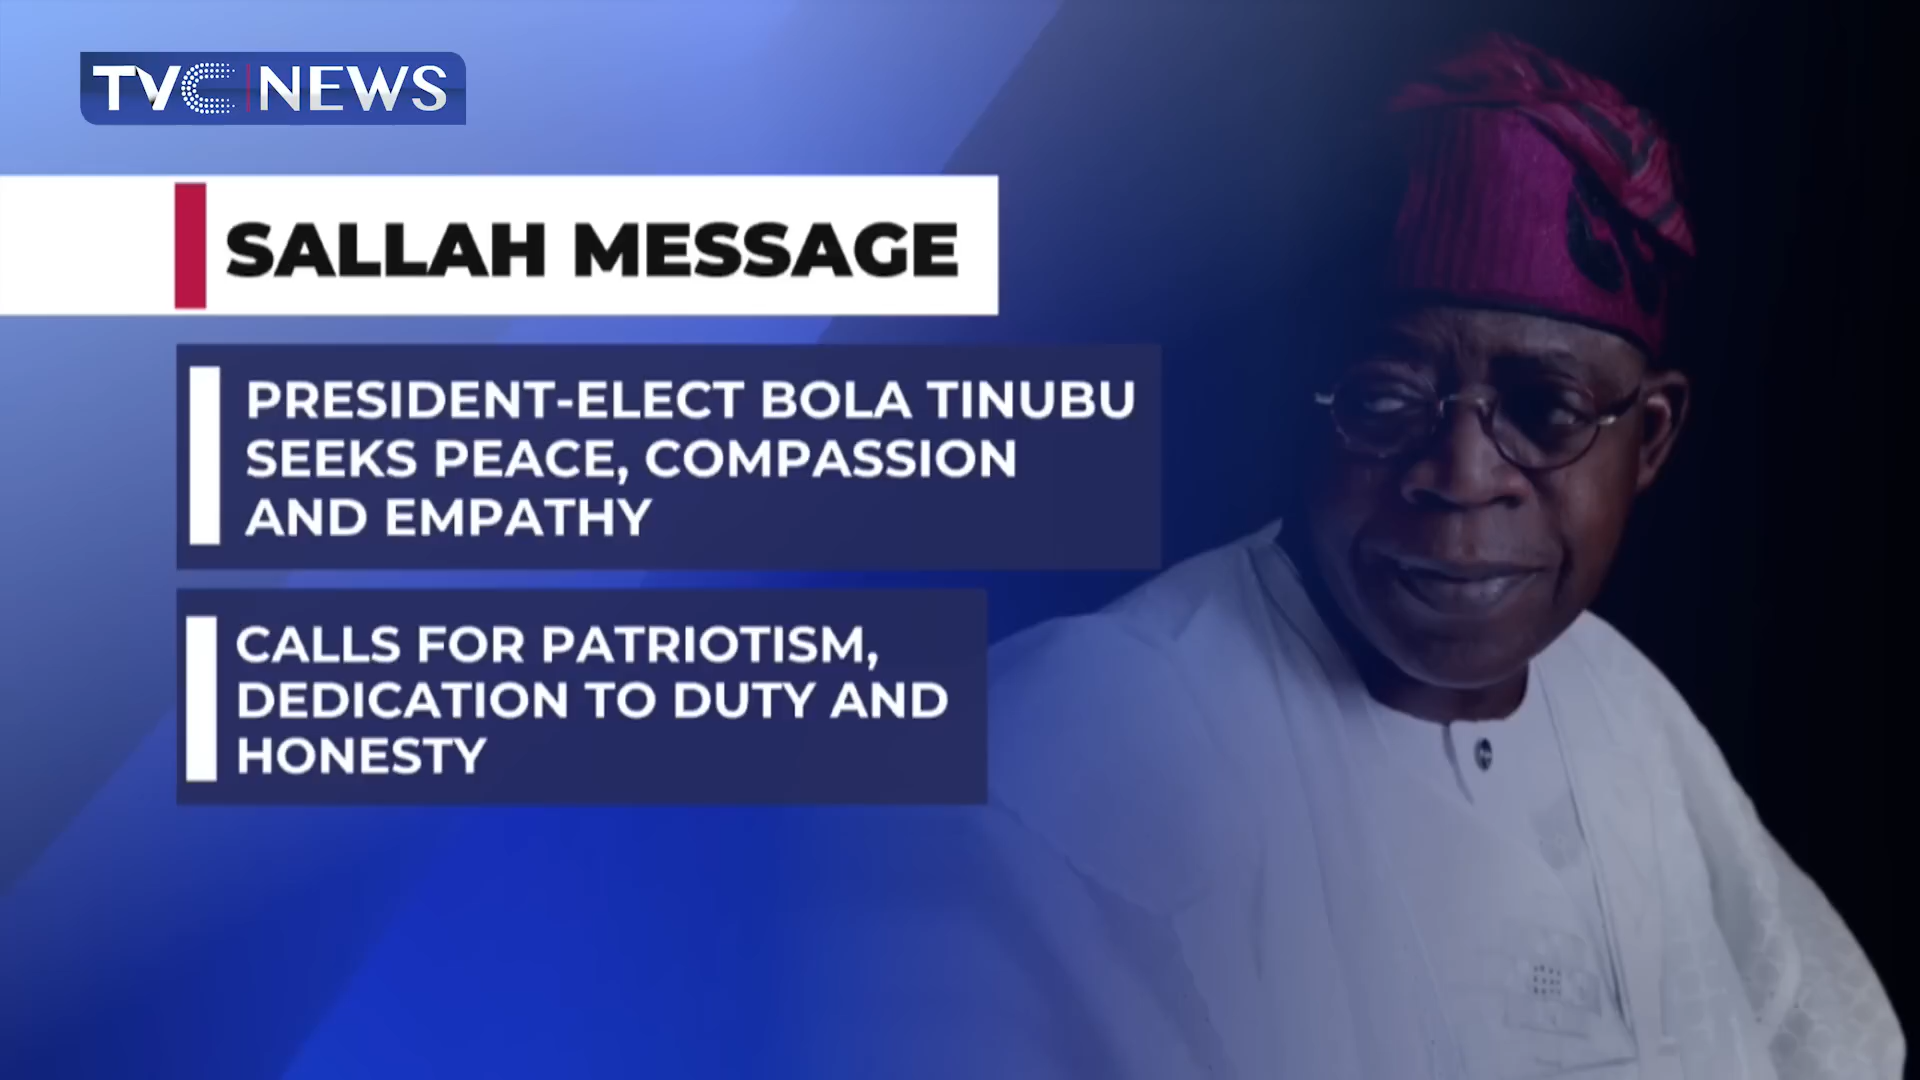 TVC NEWS
SALLAH MESSAGE
PRESIDENT-ELECT BOLA TINUBU
SEEKS PEACE, COMPASSION
AND EMPATHY
CALLS FOR PATRIOTISM,
DEDICATION TO DUTY AND
HONESTY